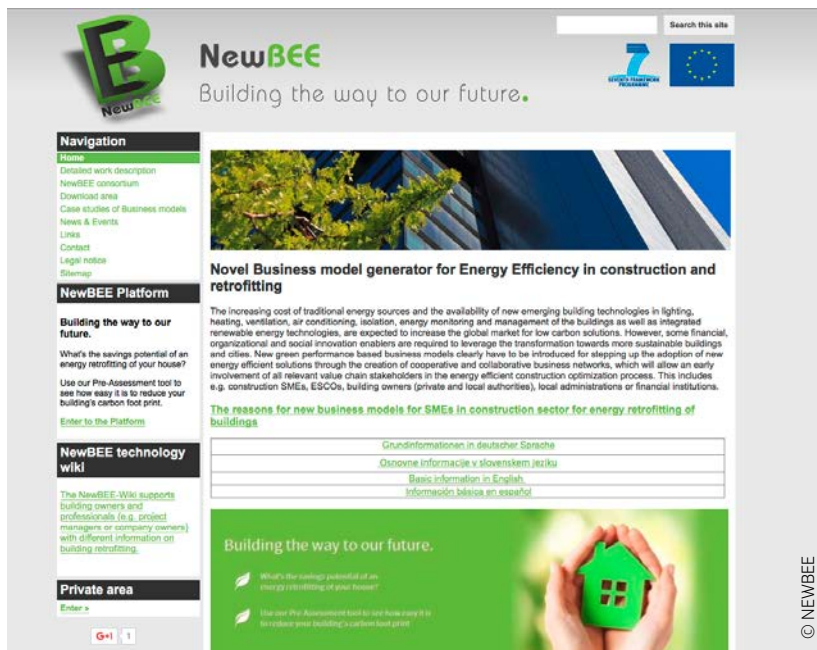 Search this site
NewBEE
Building the way to our future.
SEVENTH FRAMEWORK
PROGRAMME
NewBEE
Navigation
Home
Detailed work description
NewBEE consortium
Download area
Case studies of Business models
News & Events
Links
Contact
Legal notice
Sitemap
NewBEE Platform
Building the way to our
future.
What's the savings potential of an
energy retrofitting of your house?
Use our Pre-Assessment tool to
see how easy it is to reduce your
building's carbon foot print.
Enter to the Platform
NewBEE technology
wiki
The NewBEE-Wiki supports
building owners and
professionals (e.g. project
managers or company owners)
with different information on
building retrofitting.
Private area
Enter »
G+1 1
Novel Business model generator for Energy Efficiency in construction and
retrofitting
The increasing cost of traditional energy sources and the availability of new emerging building technologies in lighting,
heating, ventilation, air conditioning, isolation, energy monitoring and management of the buildings as well as integrated
renewable energy technologies, are expected to increase the global market for low carbon solutions. However, some financial,
organizational and social innovation enablers are required to leverage the transformation towards more sustainable buildings
and cities. New green performance based business models clearly have to be introduced for stepping up the adoption of new
energy efficient solutions through the creation of cooperative and collaborative business networks, which will allow an early
involvement of all relevant value chain stakeholders in the energy efficient construction optimization process. This includes
e.g. construction SMEs, ESCOs, building owners (private and local authorities), local administrations or financial institutions.
The reasons for new business models for SMEs in construction sector for energy retrofitting of
buildings
Grundinformationen in deutscher Sprache
Osnovne informacije v slovenskem jeziku
Basic information in English
Información básica en español
Building the way to our future.
What's the savings potential of an
energy retrofitting of your house?
Use our Pre-Assessment tool to see how easy it is
to reduce your building's carbon foot print
© NEWBEE